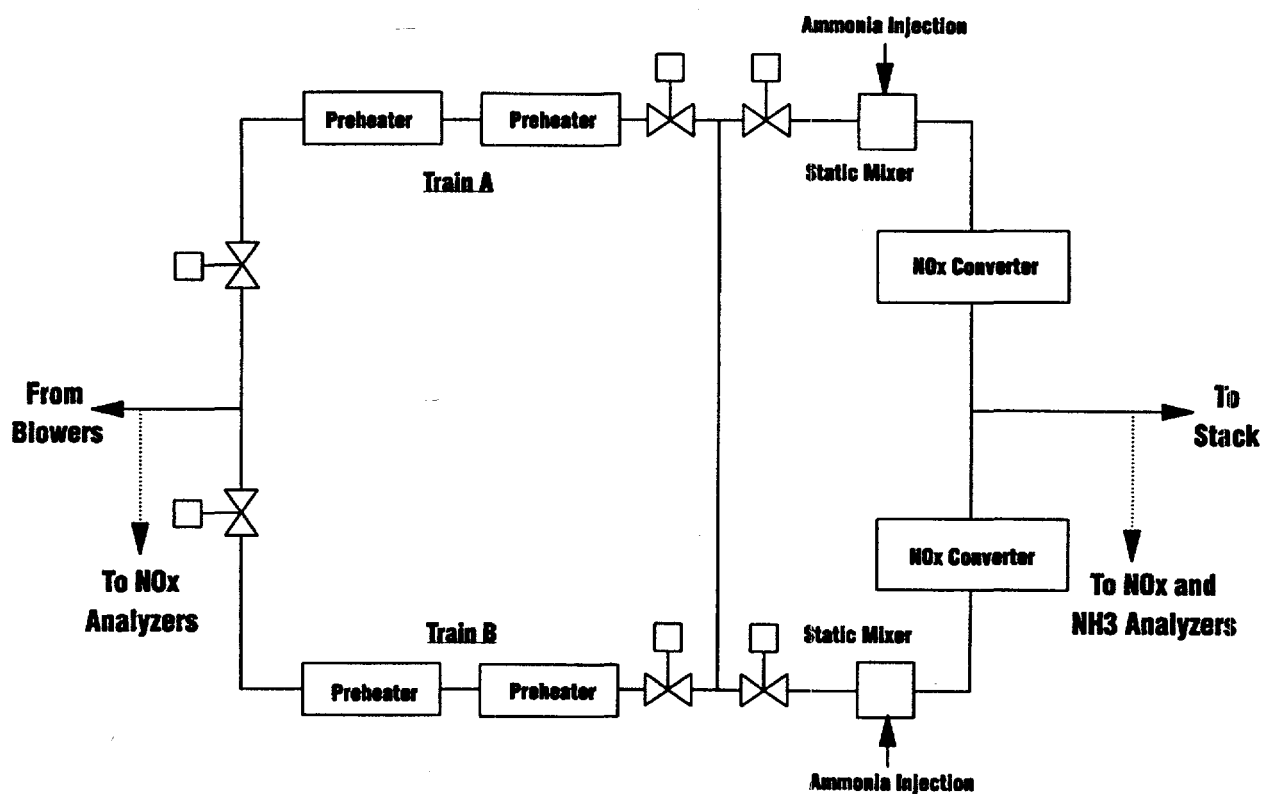 Ammonia Injection
Preheater
Preheater
Train A
Static Mixer
NOx Converter
From
Blowers
To
Stack
To NOx
Analyzers
NOx Converter
To NOx and
NH3 Analyzers
Train B
Static Mixer
Preheater
Preheater
Ammonia Injection